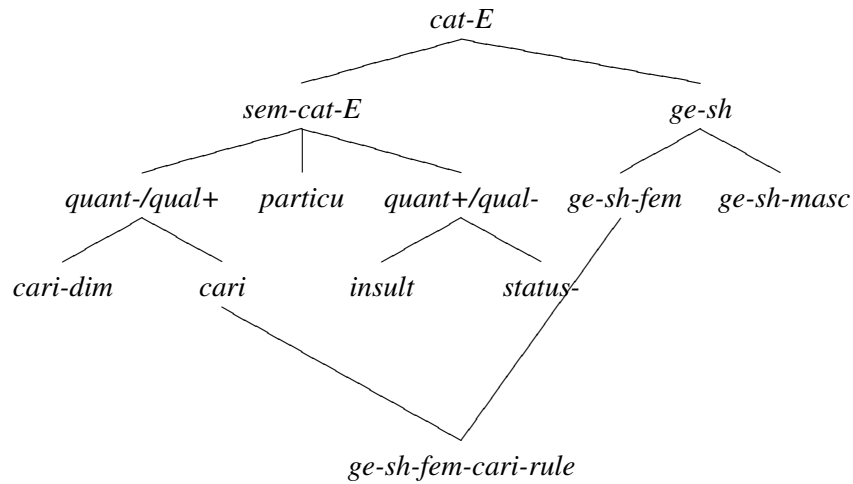 cat-E
sem-cat-E ge-sh
quant-/qual+ particu quant+/qual- ge-sh-fem ge-sh-masc
cari-dim cari insult status-
ge-sh-fem-cari-rule